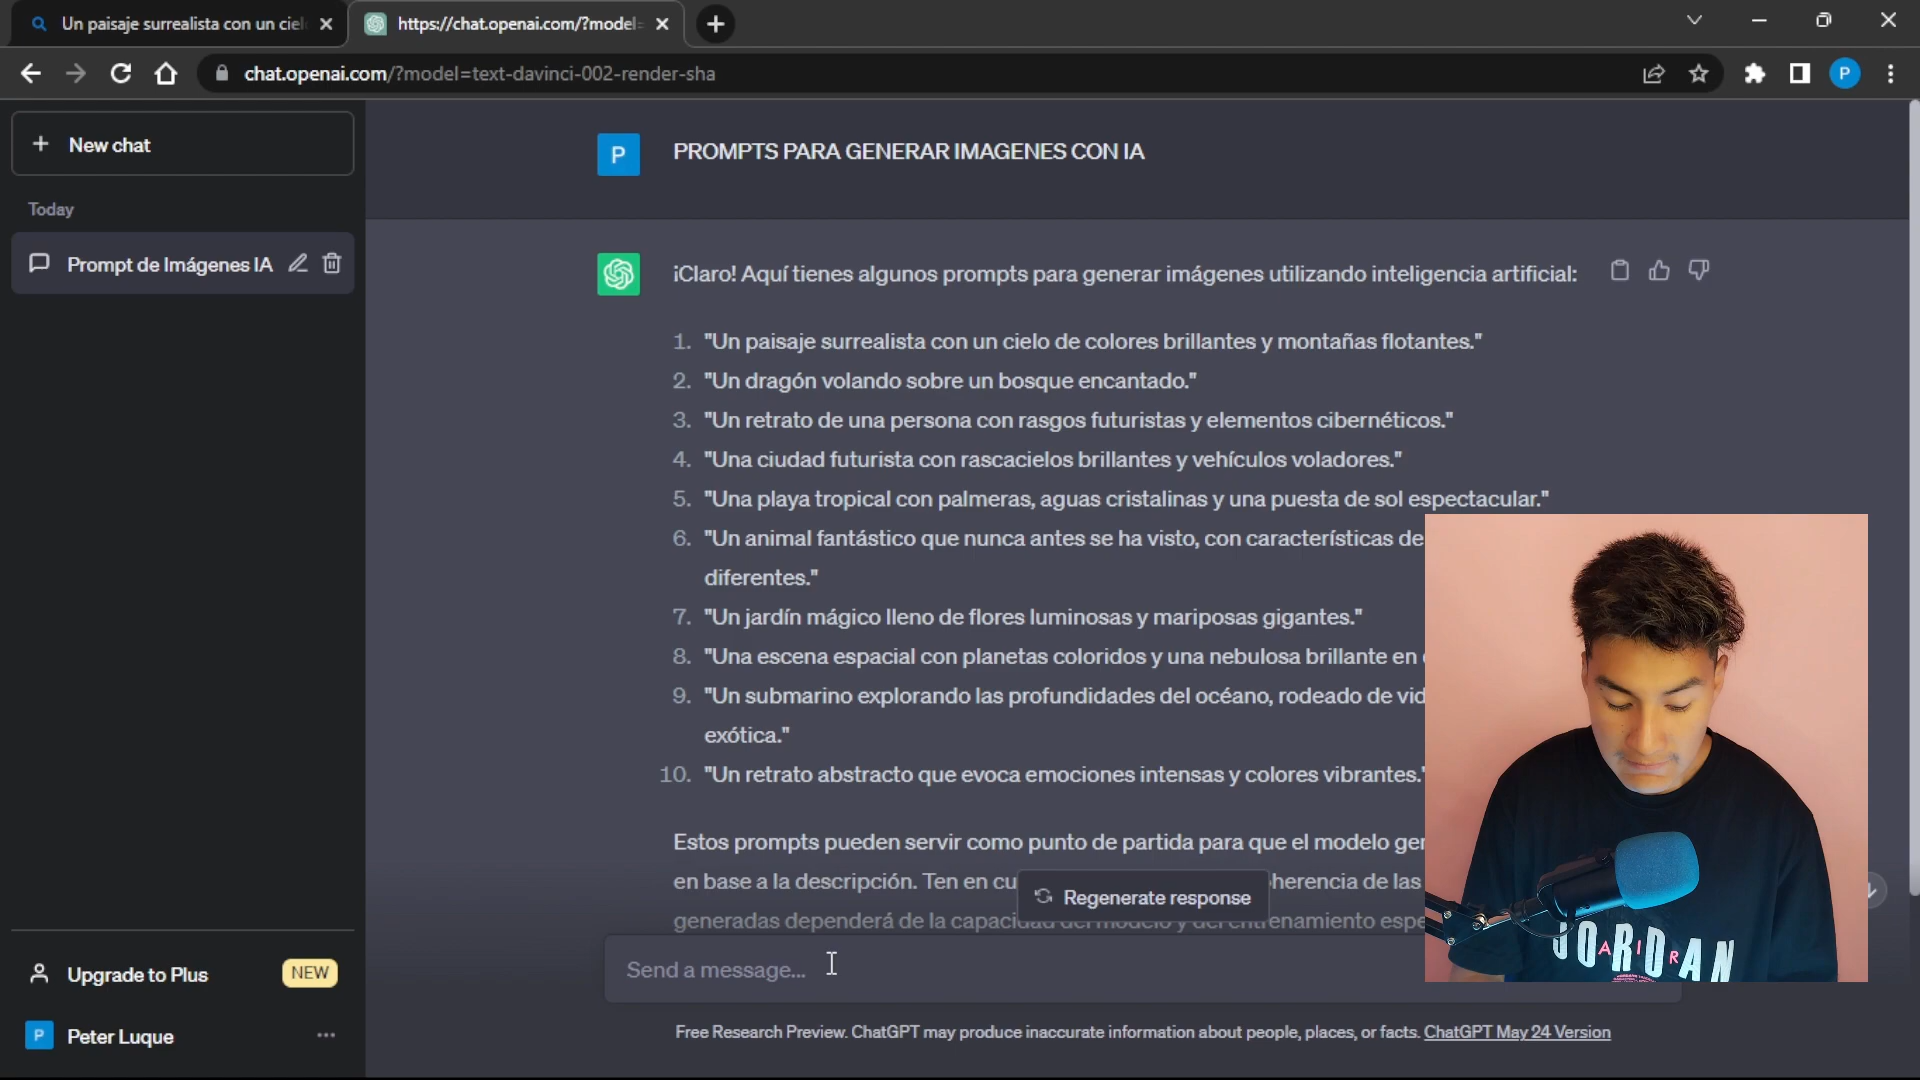 Un paisaje surrealista con un ciel
https://chat.openai.com/?model=
chat.openai.com/?model=text-davinci-002-render-sha
P
+ New chat
P
PROMPTS PARA GENERAR IMAGENES CON IA
Today
Prompt de Imágenes IA
¡Claro! Aquí tienes algunos prompts para generar imágenes utilizando inteligencia artificial:
1. "Un paisaje surrealista con un cielo de colores brillantes y montañas flotantes."
2. "Un dragón volando sobre un bosque encantado."
3. "Un retrato de una persona con rasgos futuristas y elementos cibernéticos."
4. "Una ciudad futurista con rascacielos brillantes y vehículos voladores."
5. "Una playa tropical con palmeras, aguas cristalinas y una puesta de sol espectacular."
6. "Un animal fantástico que nunca antes se ha visto, con características de
diferentes."
7. "Un jardín mágico lleno de flores luminosas y mariposas gigantes."
8. "Una escena espacial con planetas coloridos y una nebulosa brillante en
9. "Un submarino explorando las profundidades del océano, rodeado de vid
exótica."
10. "Un retrato abstracto que evoca emociones intensas y colores vibrantes."
Estos prompts pueden servir como punto de partida para que el modelo ger
en base a la descripción. Ten en cu herencia de las
Regenerate response
generadas dependerá de la capacidad del modelo y del entrenamiento espe
Send a message...
Upgrade to Plus NEW
P Peter Luque
Free Research Preview. ChatGPT may produce inaccurate information about people, places, or facts. ChatGPT May 24 Version
JORDAN
AIR